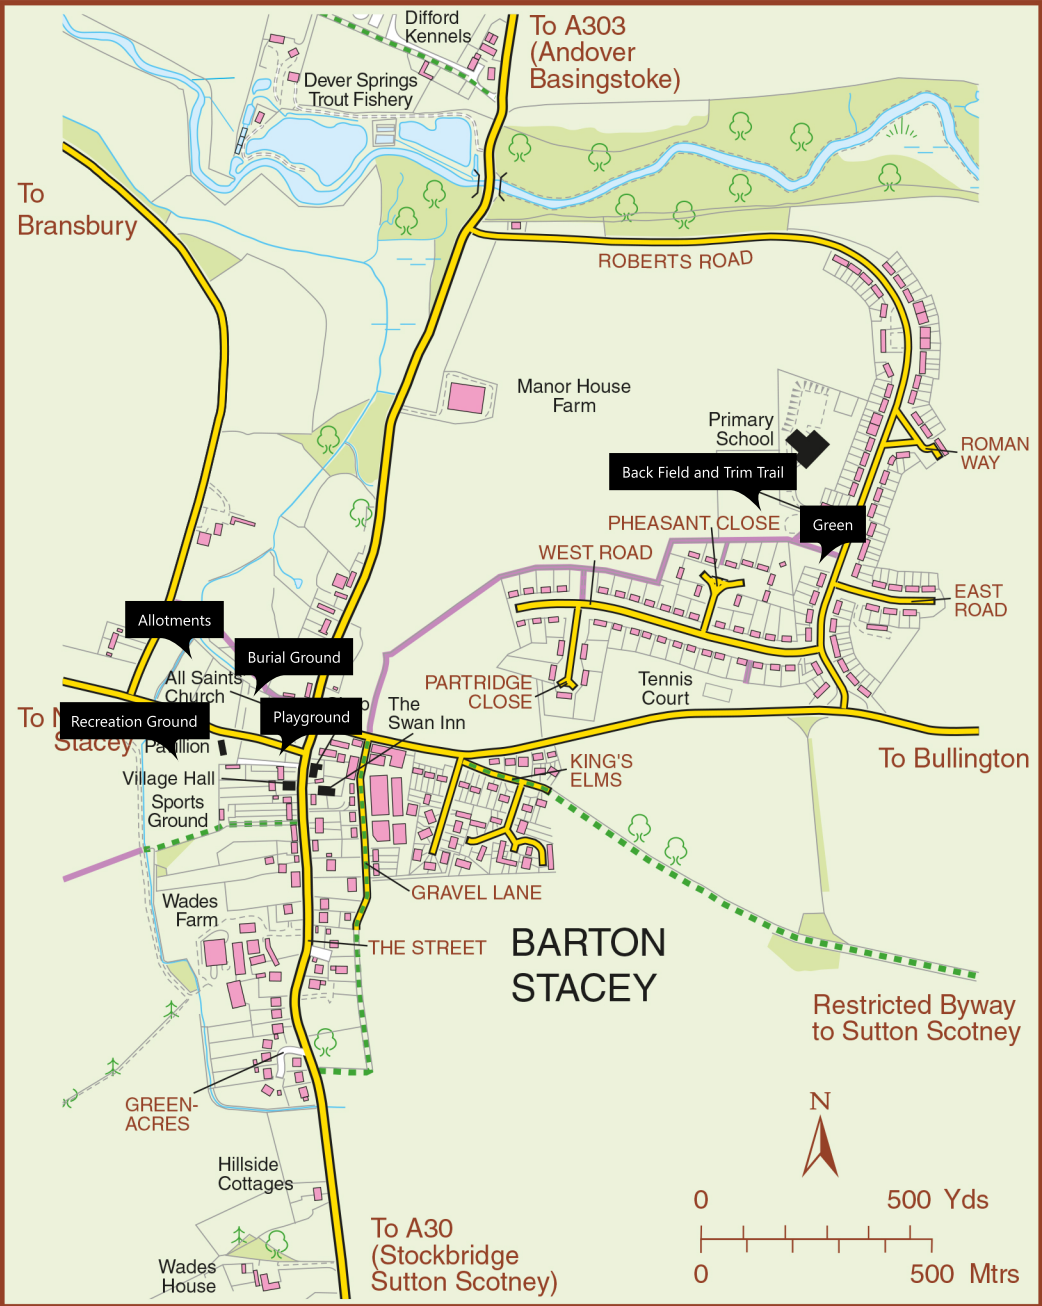 Difford
Kennels
To A303
(Andover
Basingstoke)
Dever Springs
Trout Fishery
To
Bransbury
ROBERTS ROAD
Manor House
Farm
Primary
School
ROMAN
WAY
Back Field and Trim Trail
Green
PHEASANT CLOSE
WEST ROAD
EAST
ROAD
Allotments
Burial Ground
All Saints
Church
PARTRIDGE
CLOSE
Tennis
Court
Recreation Ground
Playground
The
Swan Inn
To
Stacey
Pavilion
To Bullington
Village Hall
KING'S
ELMS
Sports
Ground
GRAVEL LANE
Wades
Farm
THE STREET
BARTON
STACEY
Restricted Byway
to Sutton Scotney
GREEN-
ACRES
N
Hillside
Cottages
0 500 Yds
0 500 Mtrs
To A30
(Stockbridge
Sutton Scotney)
Wades
House